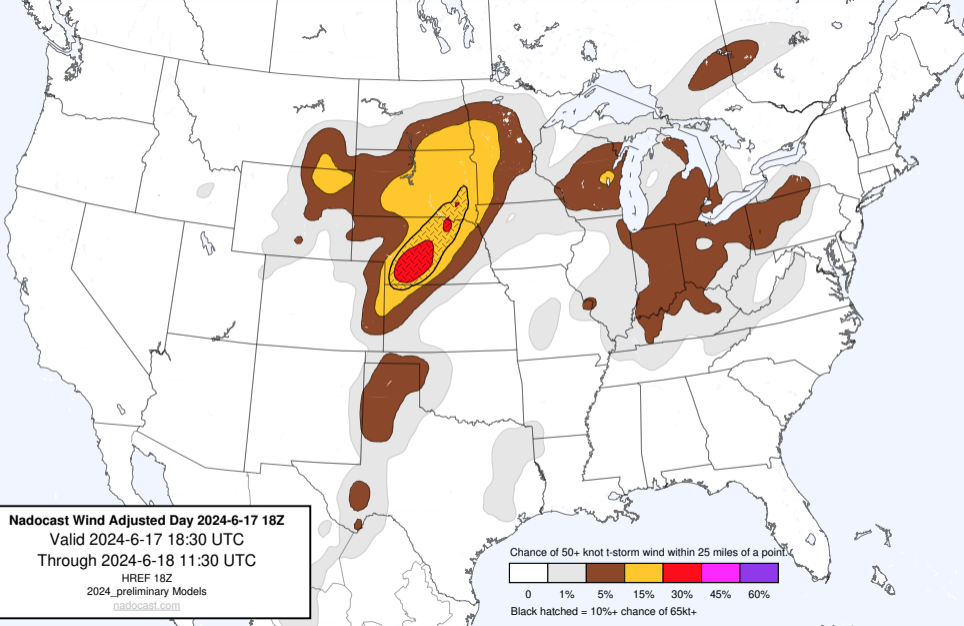 Nadocast Wind Adjusted Day 2024-6-17 18Z
Valid 2024-6-17 18:30 UTC
Through 2024-6-18 11:30 UTC
HREF 18Z
2024_preliminary Models
nadocast.com
Chance of 50+ knot t-storm wind within 25 miles of a point.
0 1% 5% 15% 30% 45% 60%
Black hatched = 10%+ chance of 65kt+